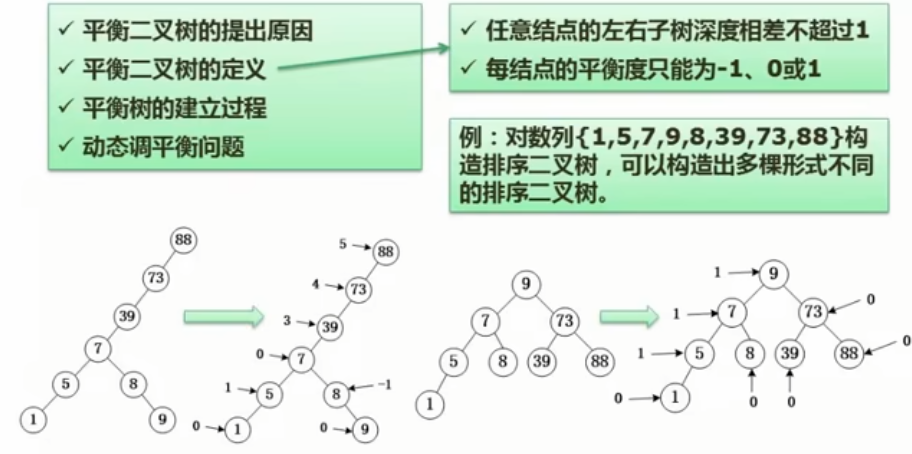 ✓ 平衡二叉树的提出原因
✓ 平衡二叉树的定义
✓ 平衡树的建立过程
✓ 动态调平衡问题
✓ 任意结点的左右子树深度相差不超过1
✓ 每结点的平衡度只能为-1、0或1
例：对数列{1,5,7,9,8,39,73,88}构
造排序二叉树，可以构造出多棵形式不同
的排序二叉树。
88
73
39
7
5 8
1 9
5 88
4 73
3 39
0 7
1 5 8 -1
0 1 0 9
9
7 73
5 8 39 88
1
1 9
1 7 73 0
1 5 8 39 88 0
0 1 0 0